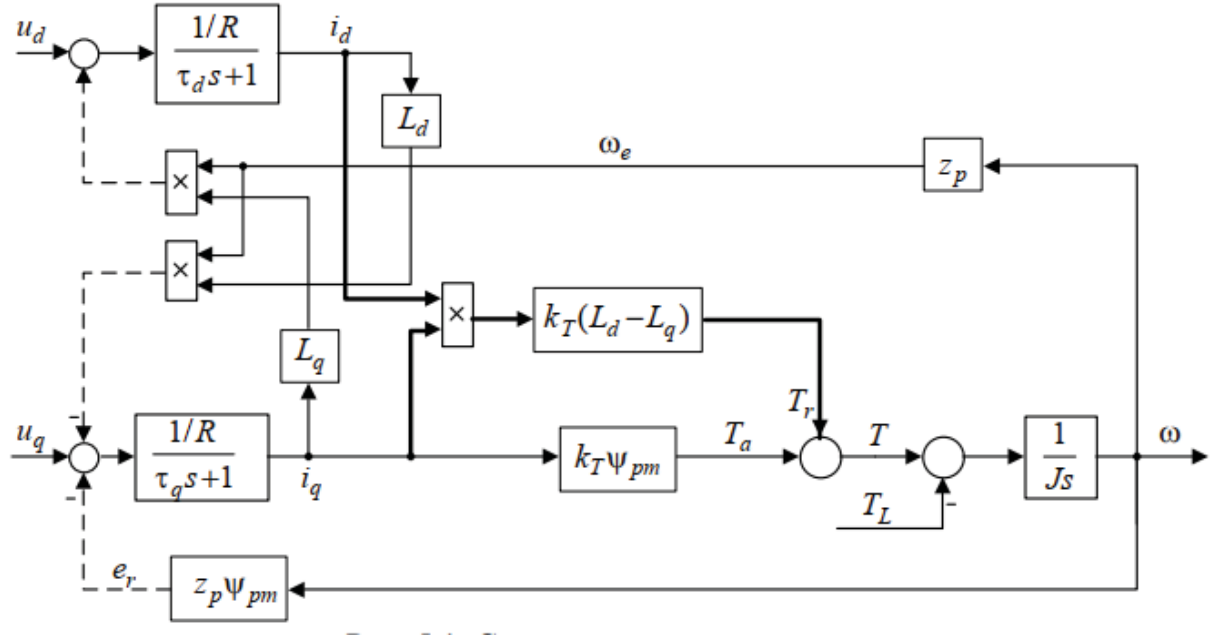 u_d
1/R
τ_d s+1
i_d
L_d
ω_e
z_p
×
×
×
k_T(L_d−L_q)
L_q
T_r
u_q
-
1/R
τ_q s+1
i_q
k_T ψ_pm
T_a
T
1
Js
ω
-
T_L
-
e_r
z_p ψ_pm